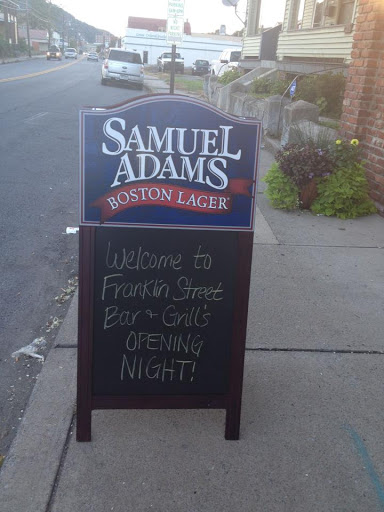 SAMUEL
ADAMS
BOSTON LAGER
Welcome to
Franklin Street
Bar + Grill's
OPENING
NIGHT!